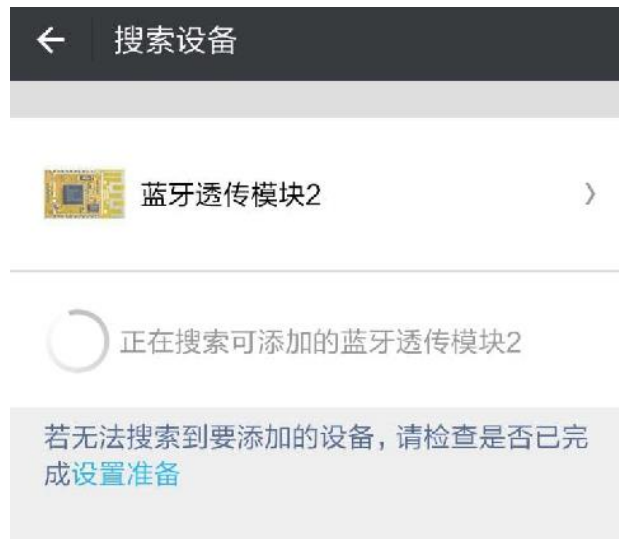 搜索设备
蓝牙透传模块2
正在搜索可添加的蓝牙透传模块2
若无法搜索到要添加的设备，请检查是否已完
成设置准备